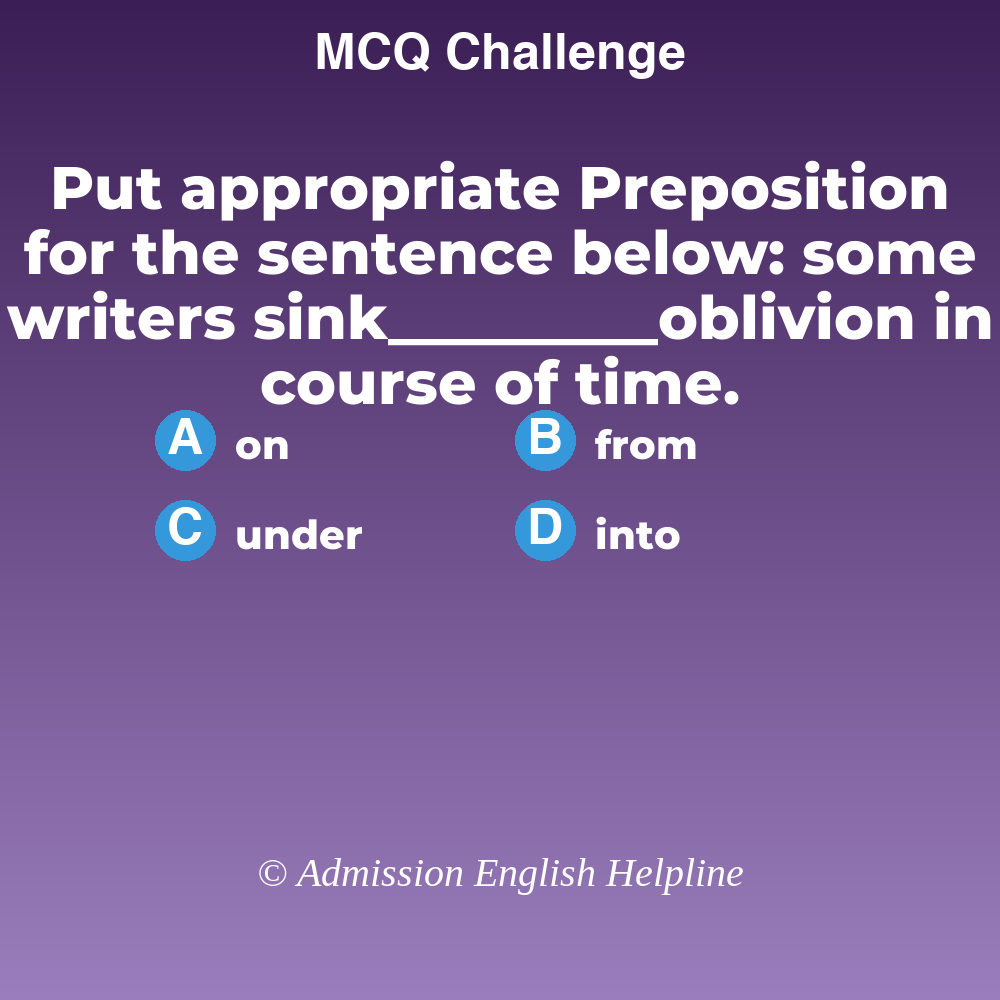 MCQ Challenge
Put appropriate Preposition
for the sentence below: some
writers sink_________oblivion in
course of time.
A on
B from
C under
D into
© Admission English Helpline